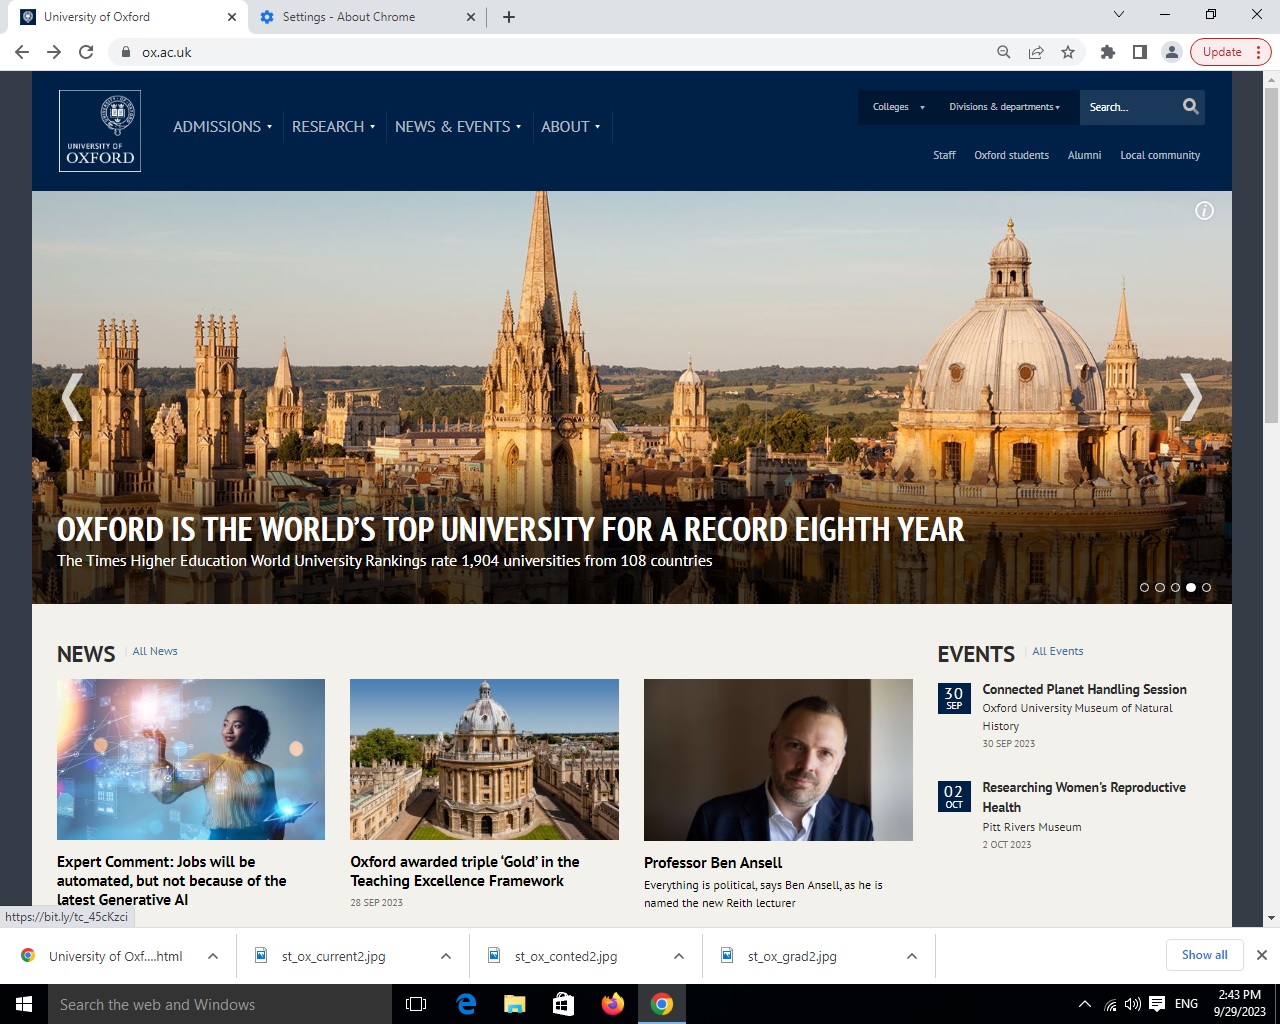 University of Oxford
Settings - About Chrome
ox.ac.uk
Update
UNIVERSITY OF
OXFORD
ADMISSIONS
RESEARCH
NEWS & EVENTS
ABOUT
Colleges
Divisions & departments
Search...
Staff
Oxford students
Alumni
Local community
OXFORD IS THE WORLD'S TOP UNIVERSITY FOR A RECORD EIGHTH YEAR
The Times Higher Education World University Rankings rate 1,904 universities from 108 countries
NEWS
All News
Expert Comment: Jobs will be
automated, but not because of the
latest Generative AI
Oxford awarded triple ‘Gold’ in the
Teaching Excellence Framework
28 SEP 2023
Professor Ben Ansell
Everything is political, says Ben Ansell, as he is
named the new Reith lecturer
EVENTS
All Events
30
SEP
Connected Planet Handling Session
Oxford University Museum of Natural
History
30 SEP 2023
02
OCT
Researching Women's Reproductive
Health
Pitt Rivers Museum
2 OCT 2023
https://bit.ly/tc_45cKzci
University of Oxf....html
st_ox_current2.jpg
st_ox_conted2.jpg
st_ox_grad2.jpg
Show all
Search the web and Windows
ENG
2:43 PM
9/29/2023